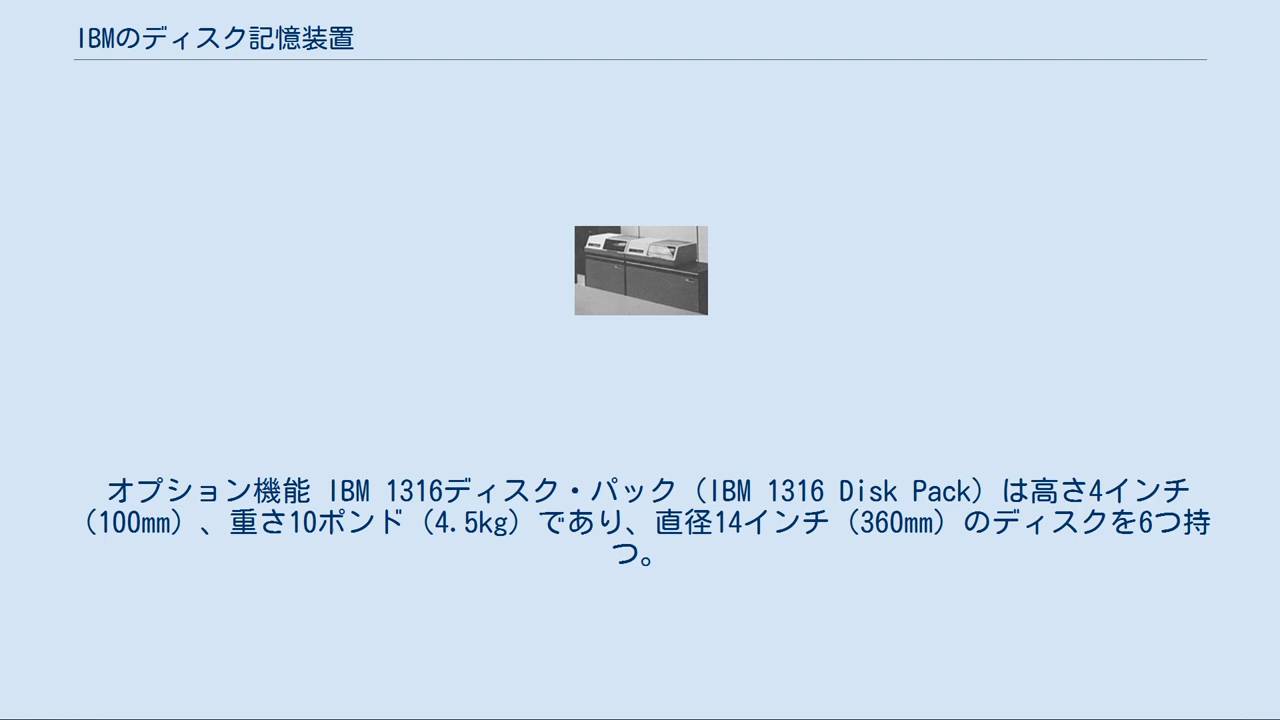 IBMのディスク記憶装置
オプション機能 IBM 1316ディスク・パック（IBM 1316 Disk Pack）は高さ4インチ
（100mm）、重さ10ポンド（4.5kg）であり、直径14インチ（360mm）のディスクを6つ持
つ。